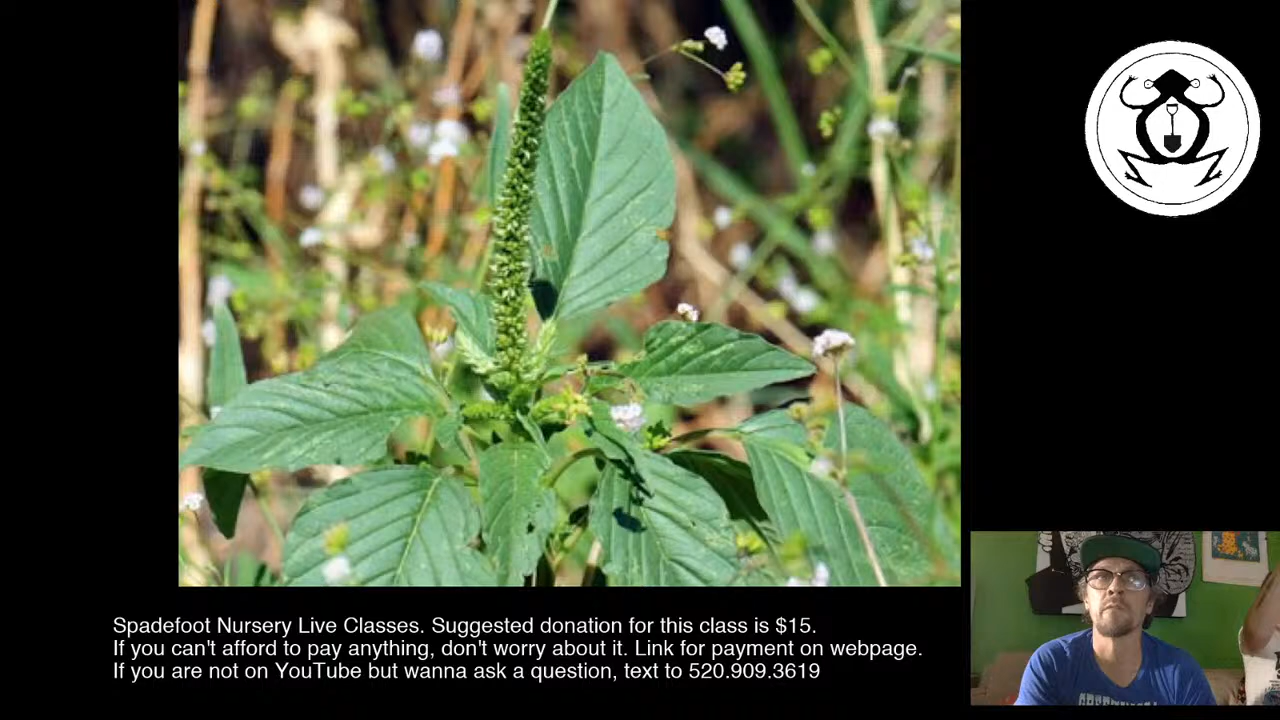 Spadefoot Nursery Live Classes. Suggested donation for this class is $15.
If you can't afford to pay anything, don't worry about it. Link for payment on webpage.
If you are not on YouTube but wanna ask a question, text to 520.909.3619